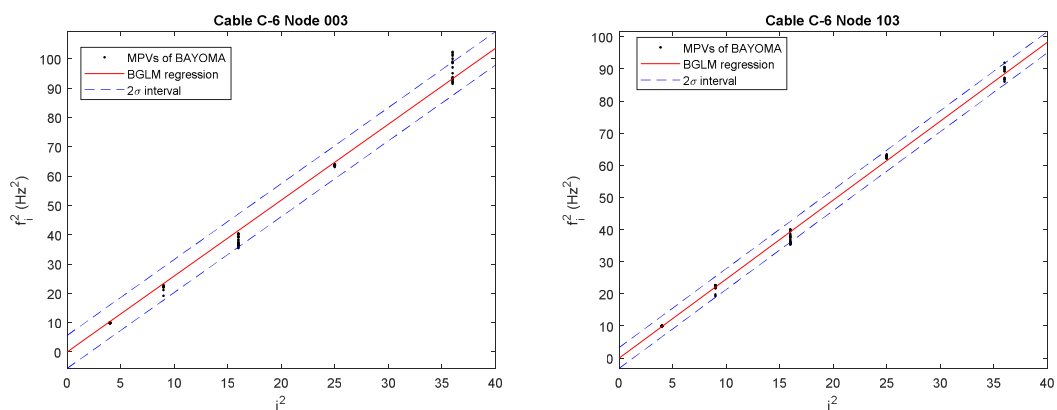 Cable C-6 Node 003
MPVs of BAYOMA
BGLM regression
2σ interval
f_i^2 (Hz^2)
100
90
80
70
60
50
40
30
20
10
0
0 5 10 15 20 25 30 35 40
i^2
Cable C-6 Node 103
MPVs of BAYOMA
BGLM regression
2σ interval
f_i^2 (Hz^2)
100
90
80
70
60
50
40
30
20
10
0
0 5 10 15 20 25 30 35 40
i^2